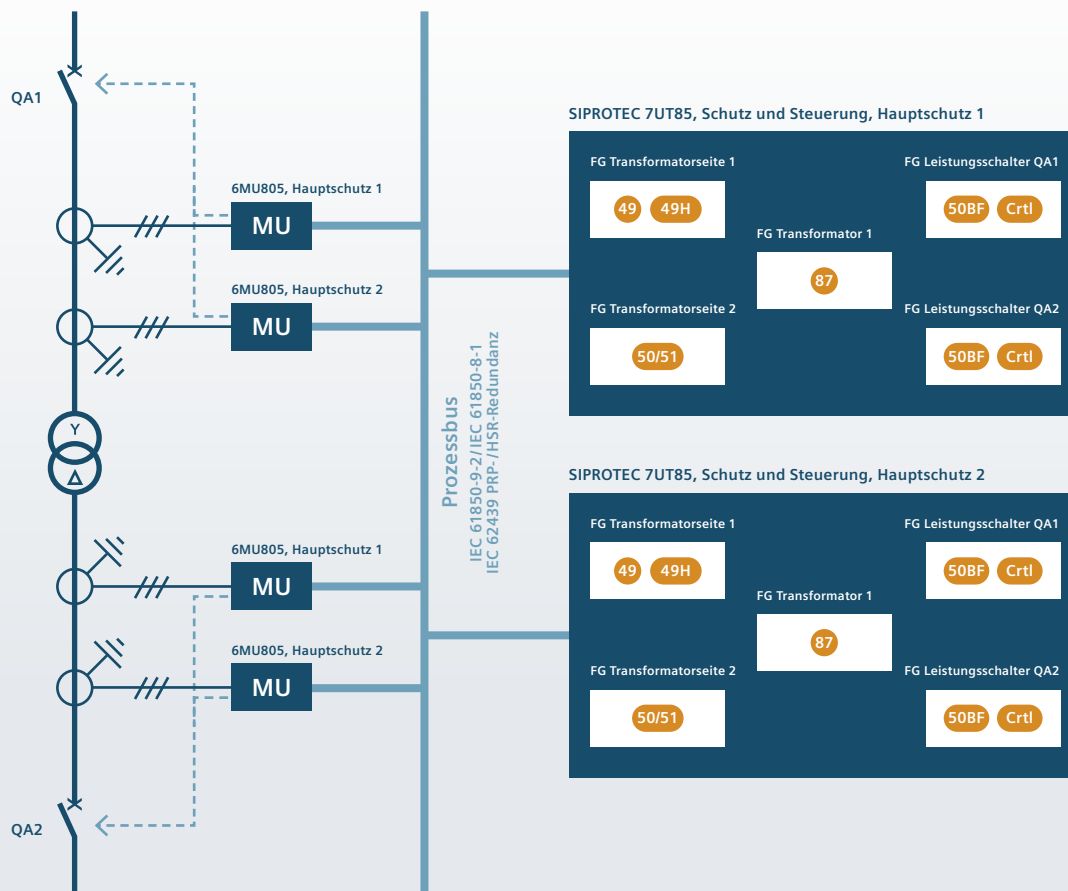 QA1
6MU805, Hauptschutz 1
MU
6MU805, Hauptschutz 2
MU
Y
Δ
6MU805, Hauptschutz 1
MU
6MU805, Hauptschutz 2
MU
QA2
Prozessbus
IEC 61850-9-2/IEC 61850-8-1
IEC 62439 PRP-/HSR-Redundanz
SIPROTEC 7UT85, Schutz und Steuerung, Hauptschutz 1
FG Transformatorseite 1
49 49H
FG Leistungsschalter QA1
50BF Crtl
FG Transformator 1
87
FG Transformatorseite 2
50/51
FG Leistungsschalter QA2
50BF Crtl
SIPROTEC 7UT85, Schutz und Steuerung, Hauptschutz 2
FG Transformatorseite 1
49 49H
FG Leistungsschalter QA1
50BF Crtl
FG Transformator 1
87
FG Transformatorseite 2
50/51
FG Leistungsschalter QA2
50BF Crtl